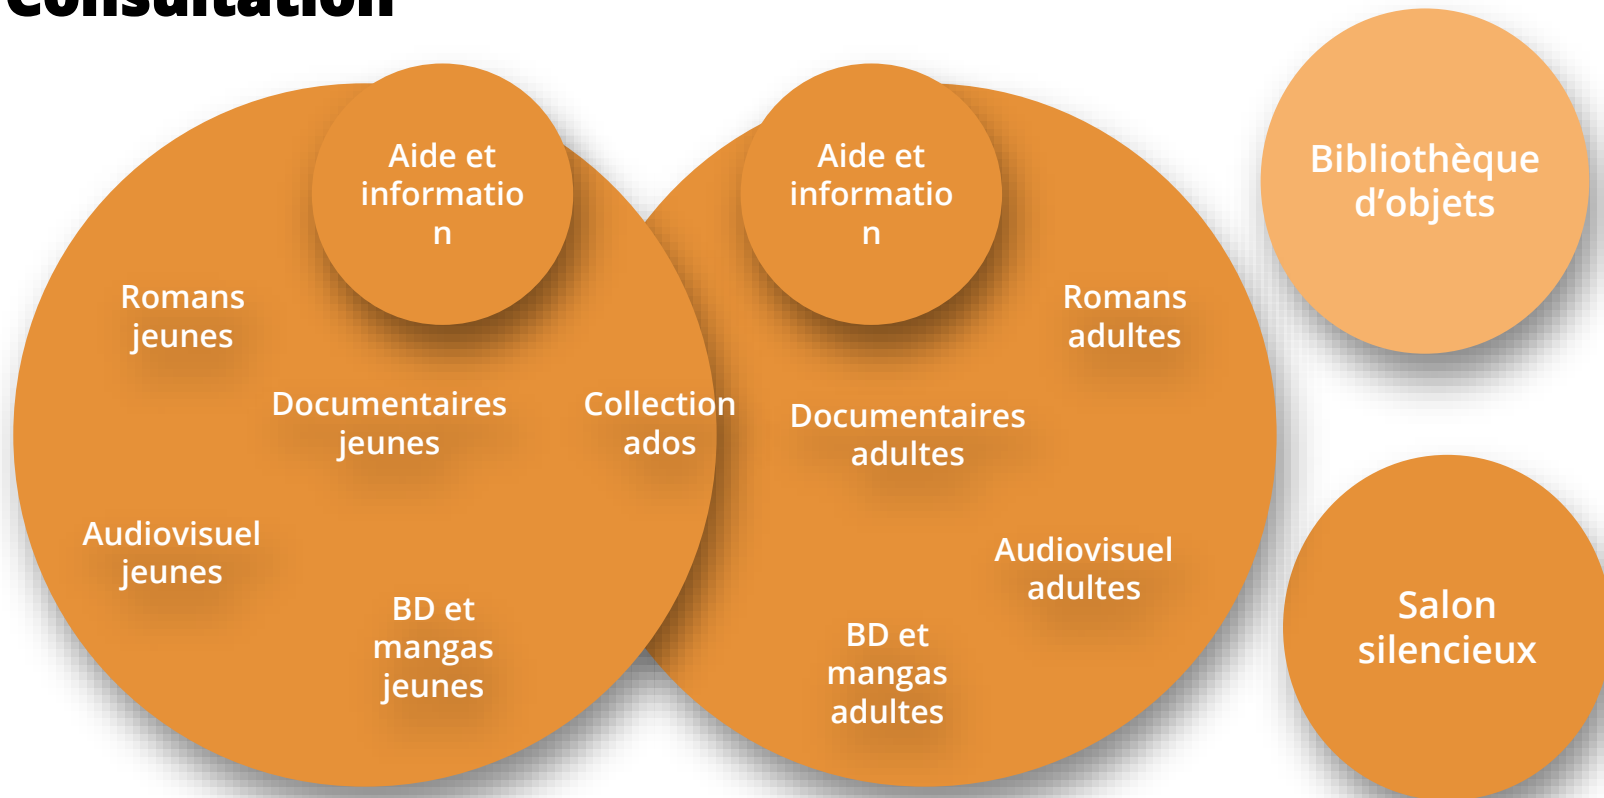 Consultation
Aide et
informatio
n
Romans
jeunes
Documentaires
jeunes
Collection
ados
Audiovisuel
jeunes
BD et
mangas
jeunes
Aide et
informatio
n
Romans
adultes
Documentaires
adultes
Audiovisuel
adultes
BD et
mangas
adultes
Bibliothèque
d’objets
Salon
silencieux